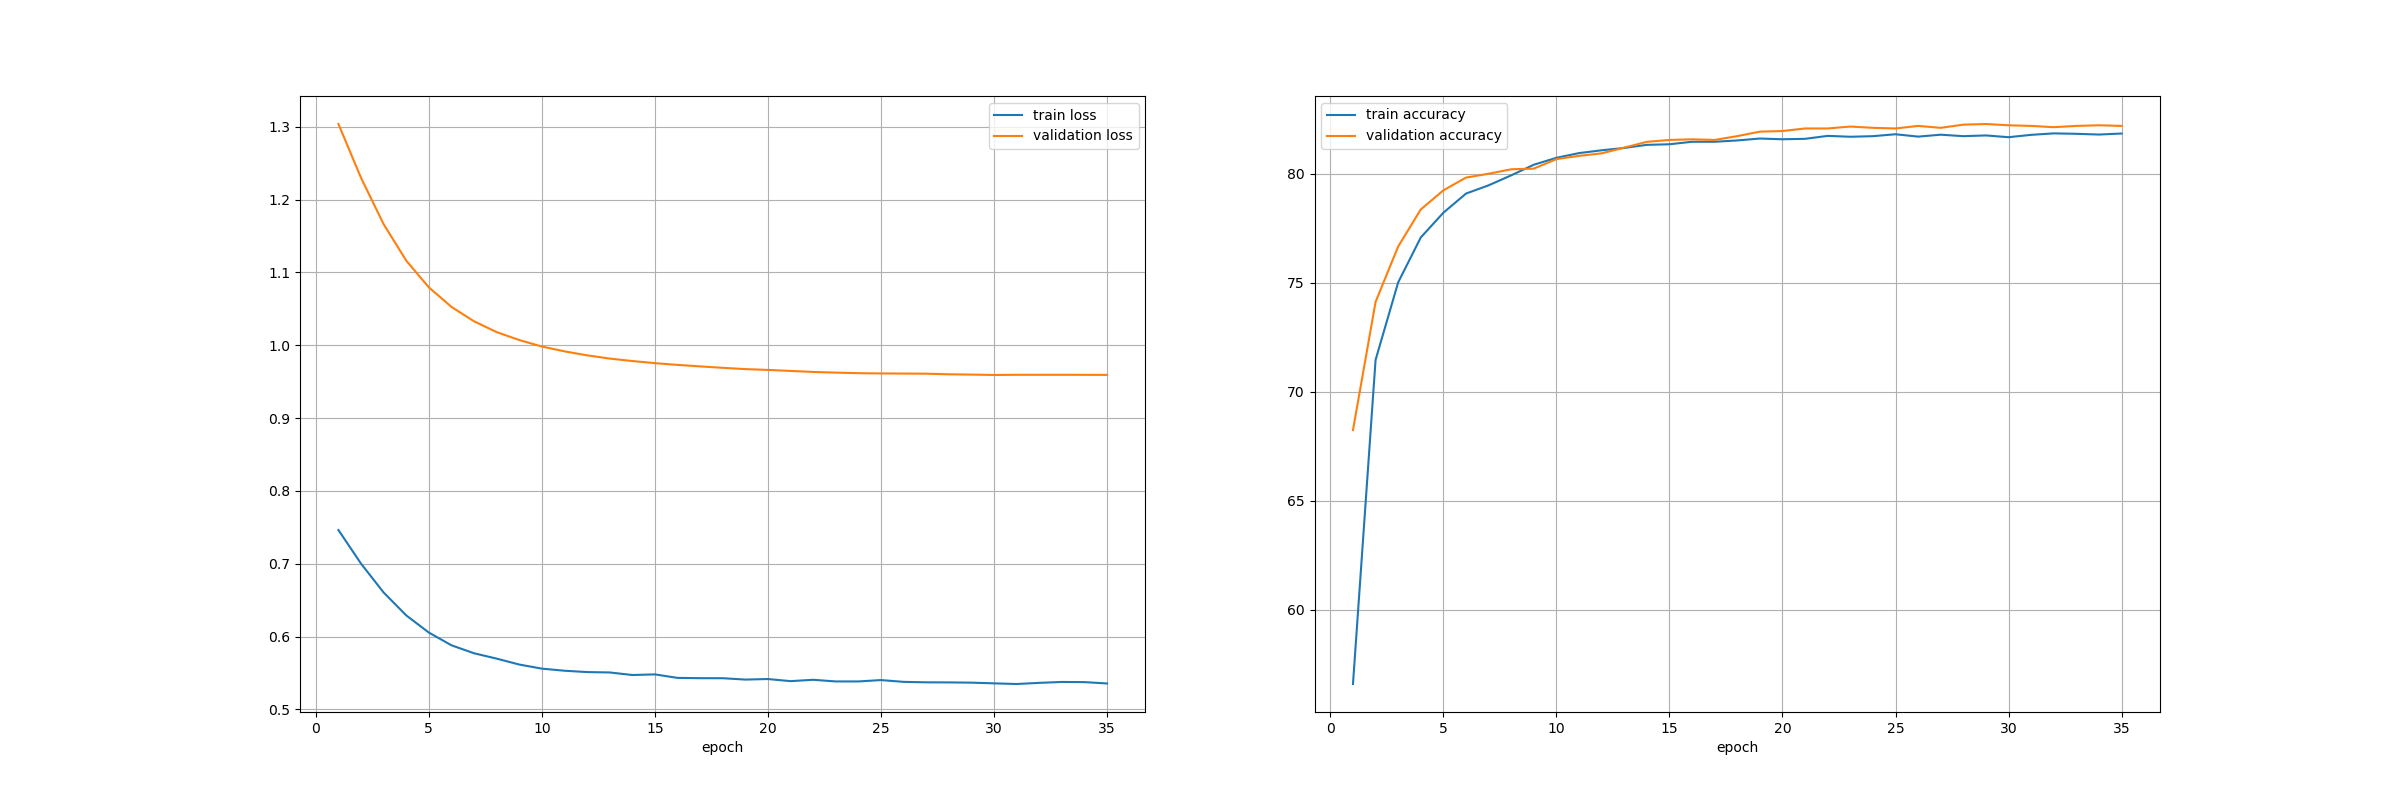 train loss
validation loss
1.3
1.2
1.1
1.0
0.9
0.8
0.7
0.6
0.5
0 5 10 15 20 25 30 35
epoch
train accuracy
validation accuracy
80
75
70
65
60
0 5 10 15 20 25 30 35
epoch